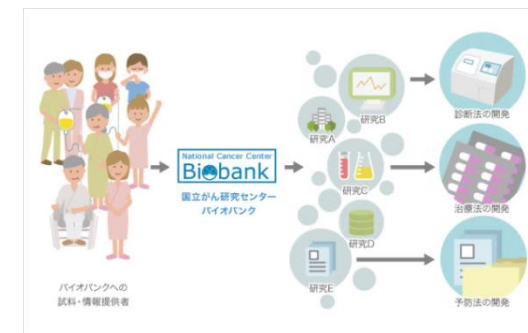 バイオバンクへの
試料・情報提供者
National Cancer Center
Biobank
国立がん研究センター
バイオバンク
研究A
研究B
研究C
研究D
研究E
診断法の開発
治療法の開発
予防法の開発